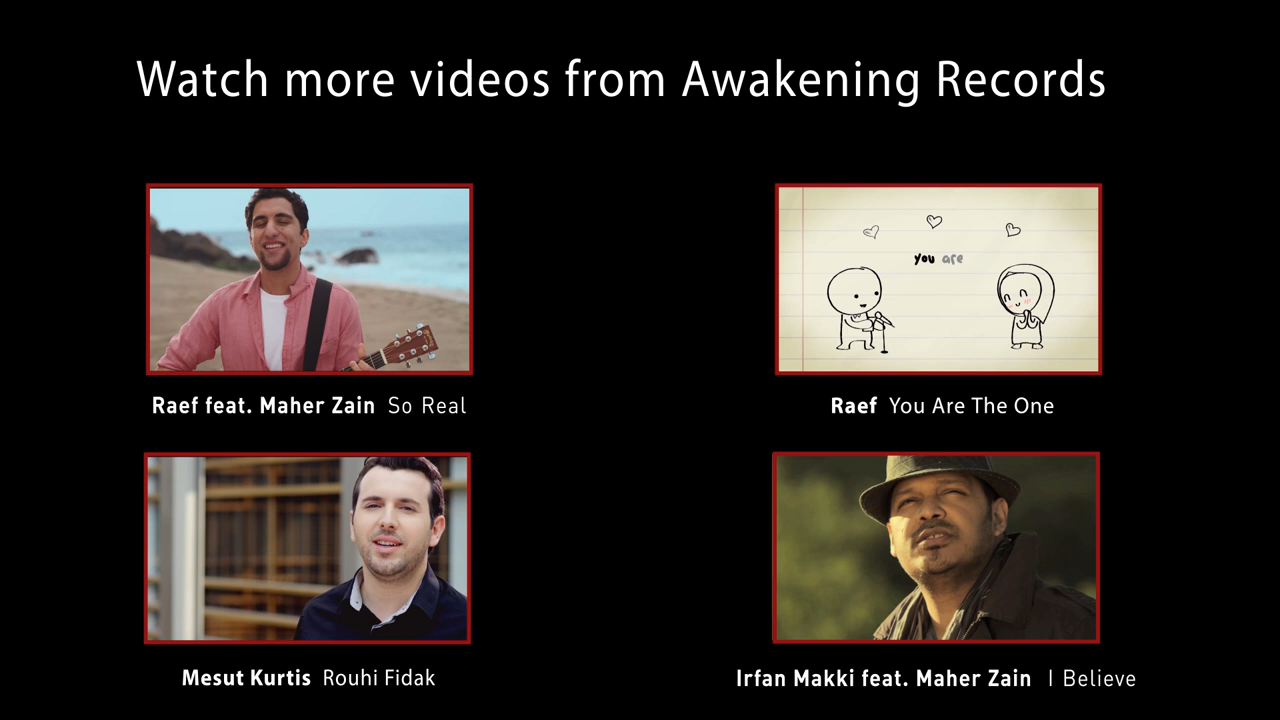 Watch more videos from Awakening Records
you are
Raef feat. Maher Zain So Real
Raef You Are The One
Mesut Kurtis Rouhi Fidak
Irfan Makki feat. Maher Zain I Believe